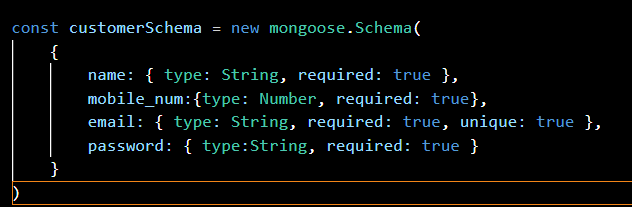 const customerSchema = new mongoose.Schema(
    {
        name: { type: String, required: true },
        mobile_num:{type: Number, required: true},
        email: { type: String, required: true, unique: true },
        password: { type:String, required: true }
    }
)